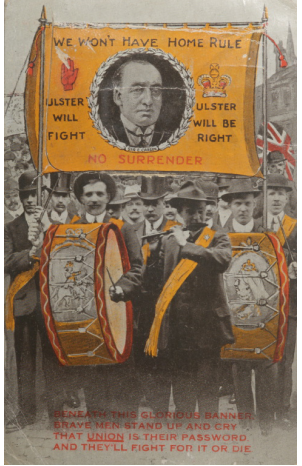 WE WON'T HAVE HOME RULE
ULSTER
WILL
FIGHT
ULSTER
WILL BE
RIGHT
NO SURRENDER
BENEATH THIS GLORIOUS BANNER
BRAVE MEN STAND UP AND CRY
THAT UNION IS THEIR PASSWORD
AND THEY'LL FIGHT FOR IT OR DIE